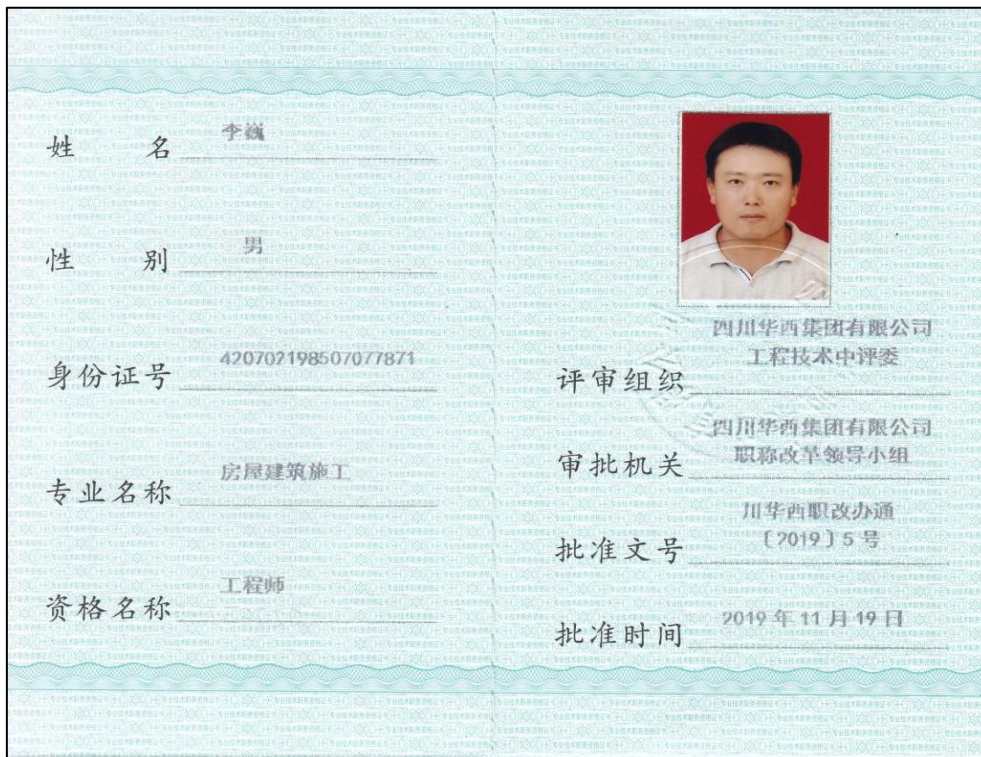 姓 名 李巍
性 别 男
身份证号 420702198507077871
专业名称 房屋建筑施工
资格名称 工程师
四川华西集团有限公司
评审组织 工程技术中评委
四川华西集团有限公司
审批机关 职称改革领导小组
川华西职改办通
批准文号 〔2019〕5号
批准时间 2019年11月19日